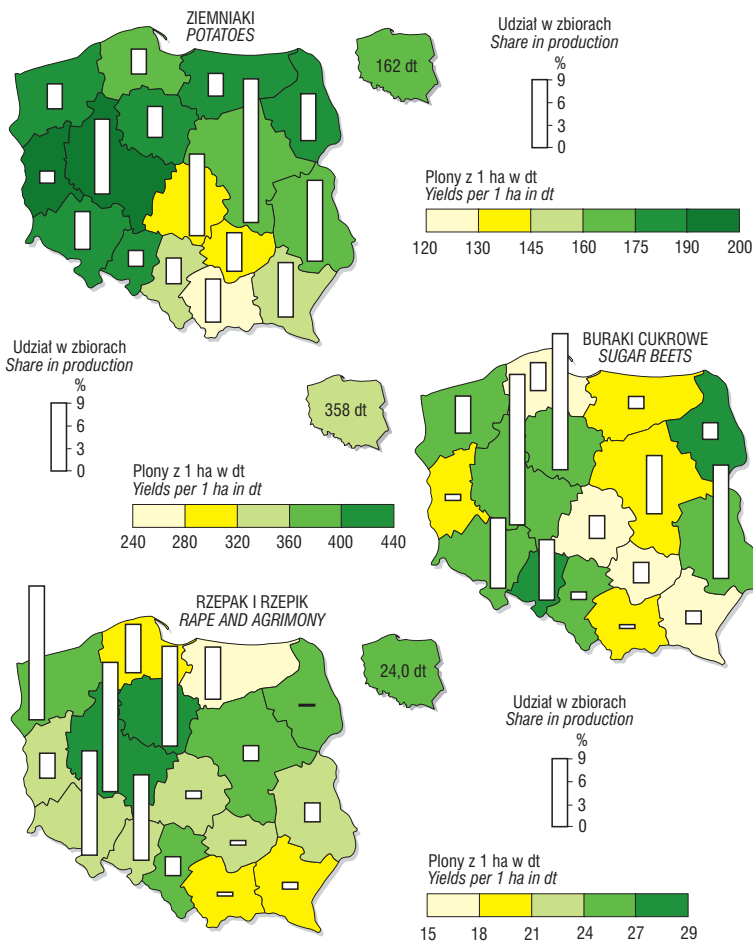 ZIEMNIAKI
POTATOES
162 dt
Udział w zbiorach
Share in production
%
9
6
3
0
Plony z 1 ha w dt
Yields per 1 ha in dt
120 130 145 160 175 190 200
Udział w zbiorach
Share in production
%
9
6
3
0
358 dt
Plony z 1 ha w dt
Yields per 1 ha in dt
240 280 320 360 400 440
BURAKI CUKROWE
SUGAR BEETS
RZEPAK I RZEPIK
RAPE AND AGRIMONY
24,0 dt
Udział w zbiorach
Share in production
%
9
6
3
0
Plony z 1 ha w dt
Yields per 1 ha in dt
15 18 21 24 27 29